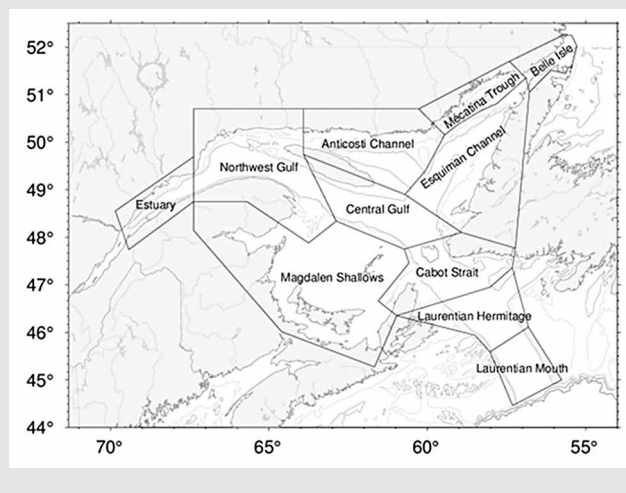 52°
51°
50°
49°
48°
47°
46°
45°
44°
70°
65°
60°
55°
Belle Isle
Mecatina Trough
Anticosti Channel
Esquiman Channel
Northwest Gulf
Estuary
Central Gulf
Magdalen Shallows
Cabot Strait
Laurentian Hermitage
Laurentian Mouth